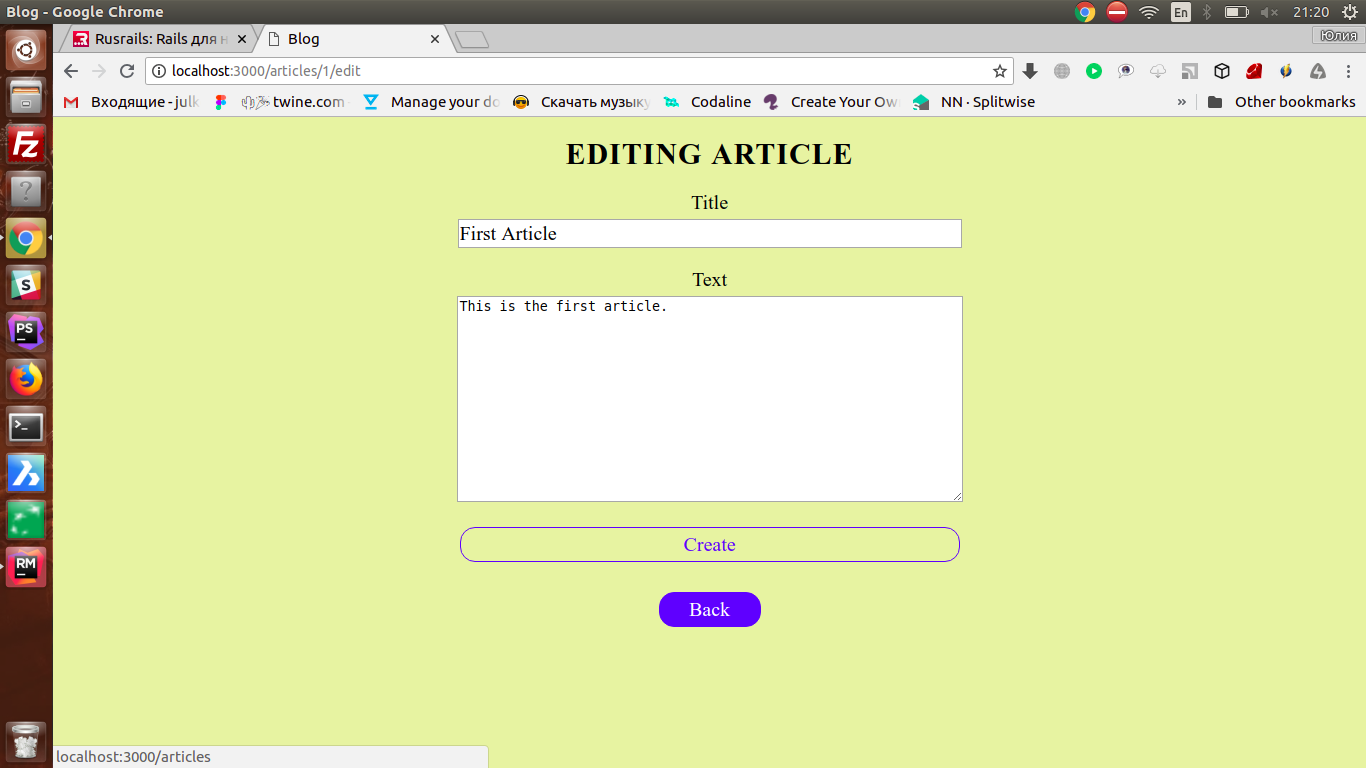 Blog - Google Chrome
En
21:20
Rusrails: Rails для н
Blog
Юлия
localhost:3000/articles/1/edit
Входящие - julk
twine.com
Manage your do
Скачать музыку
Codaline
Create Your Own
NN · Splitwise
»
Other bookmarks
EDITING ARTICLE
Title
First Article
Text
This is the first article.
Create
Back
localhost:3000/articles
Fz
?
S
PS
>_
RM